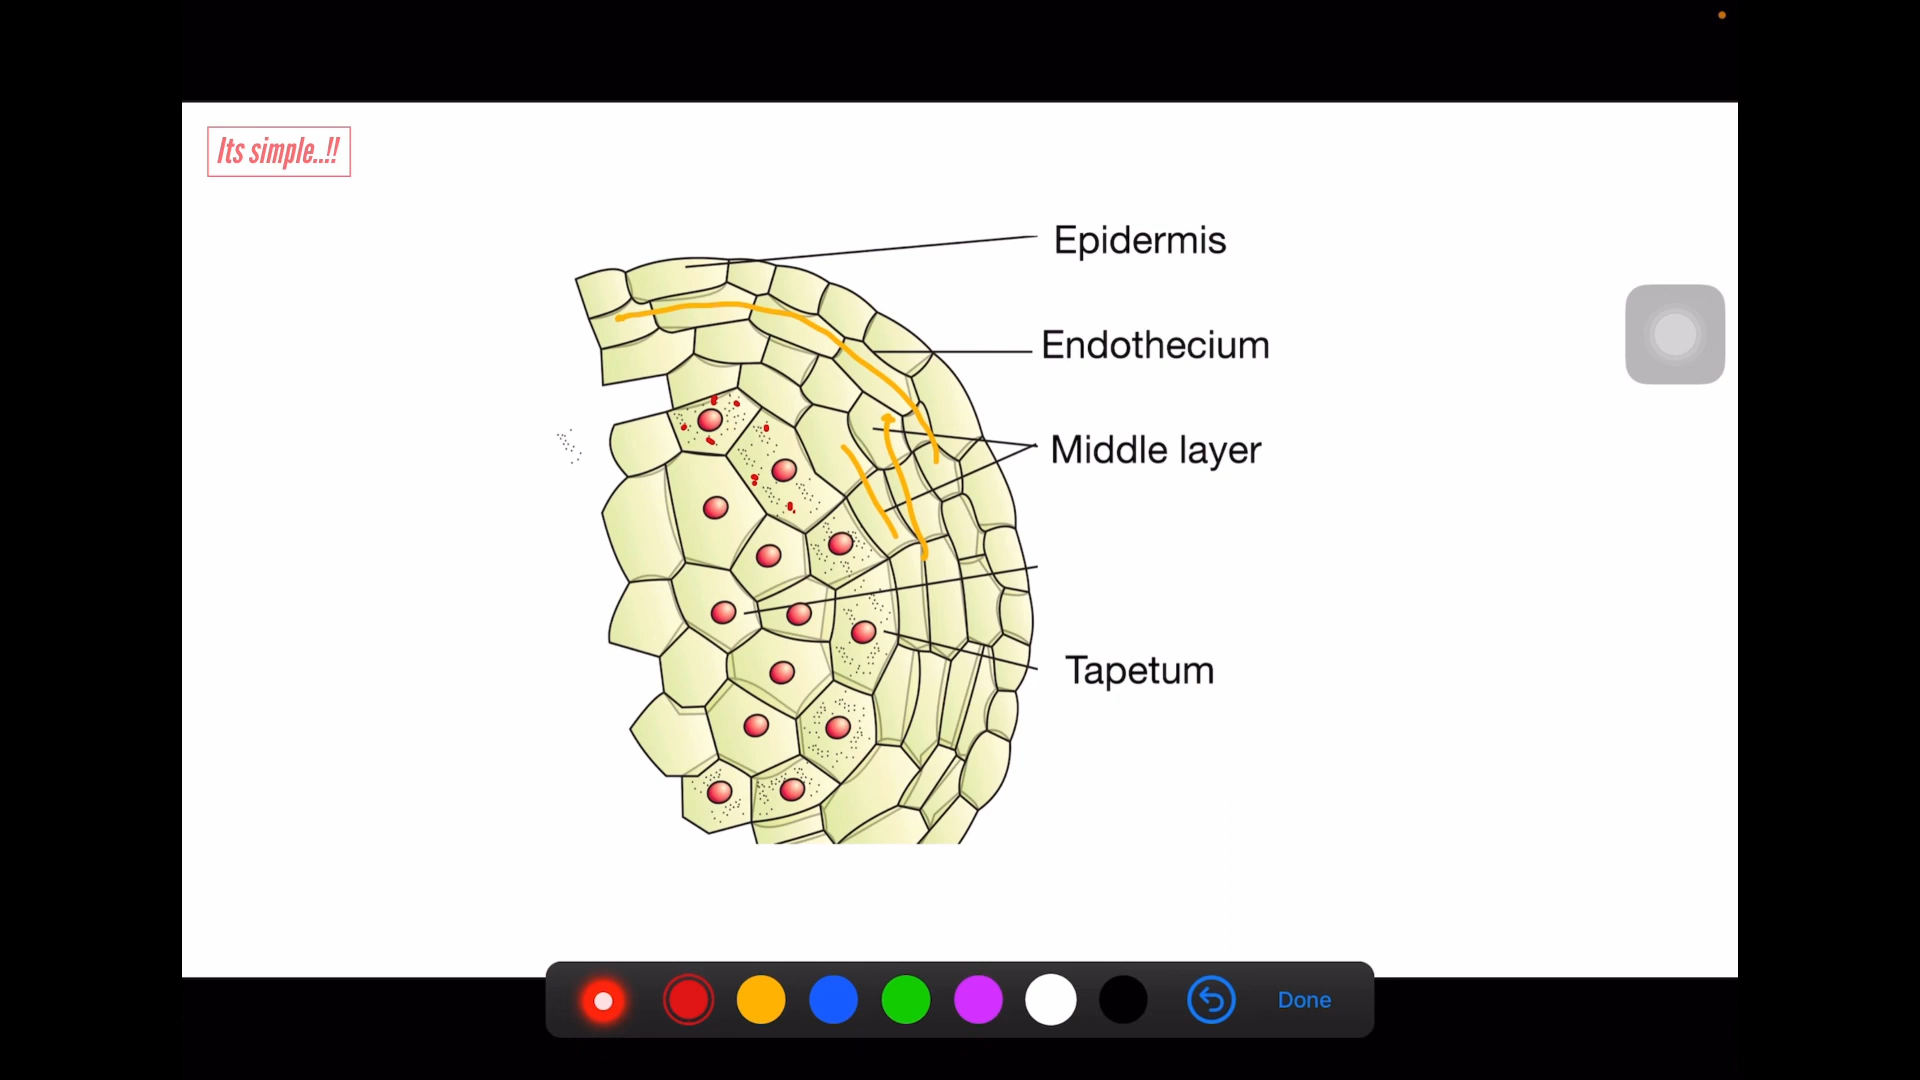 Its simple..!!
Epidermis
Endothecium
Middle layer
Tapetum
Done